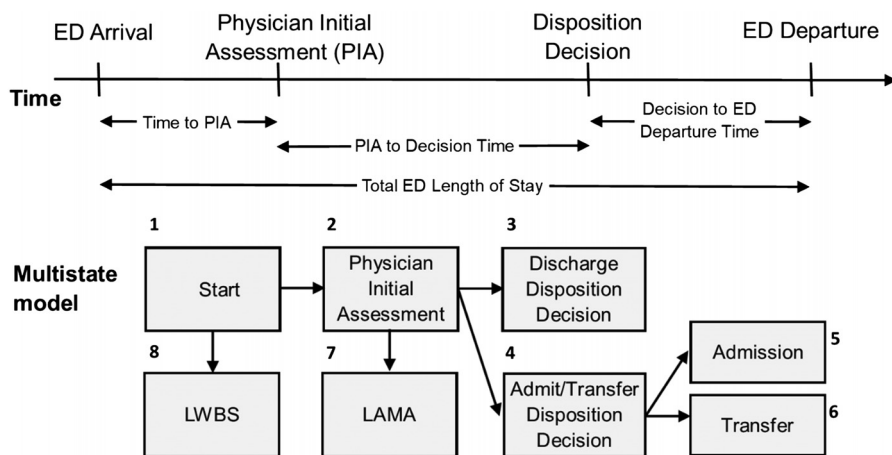 ED Arrival
Physician Initial
Assessment (PIA)
Disposition
Decision
ED Departure
Time
Time to PIA
PIA to Decision Time
Decision to ED
Departure Time
Total ED Length of Stay
Multistate
model
1
Start
2
Physician
Initial
Assessment
3
Discharge
Disposition
Decision
8
LWBS
7
LAMA
4
Admit/Transfer
Disposition
Decision
Admission
5
Transfer
6